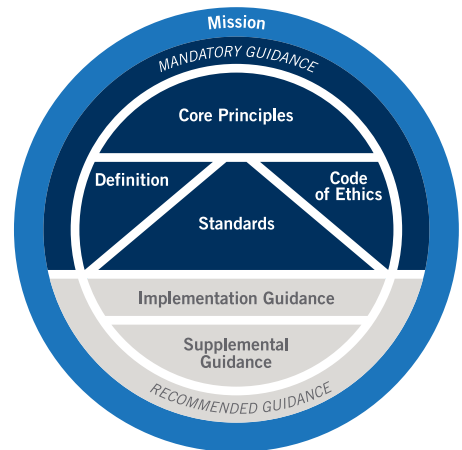 Mission
MANDATORY GUIDANCE
Core Principles
Definition
Code
of Ethics
Standards
Implementation Guidance
Supplemental
Guidance
RECOMMENDED GUIDANCE